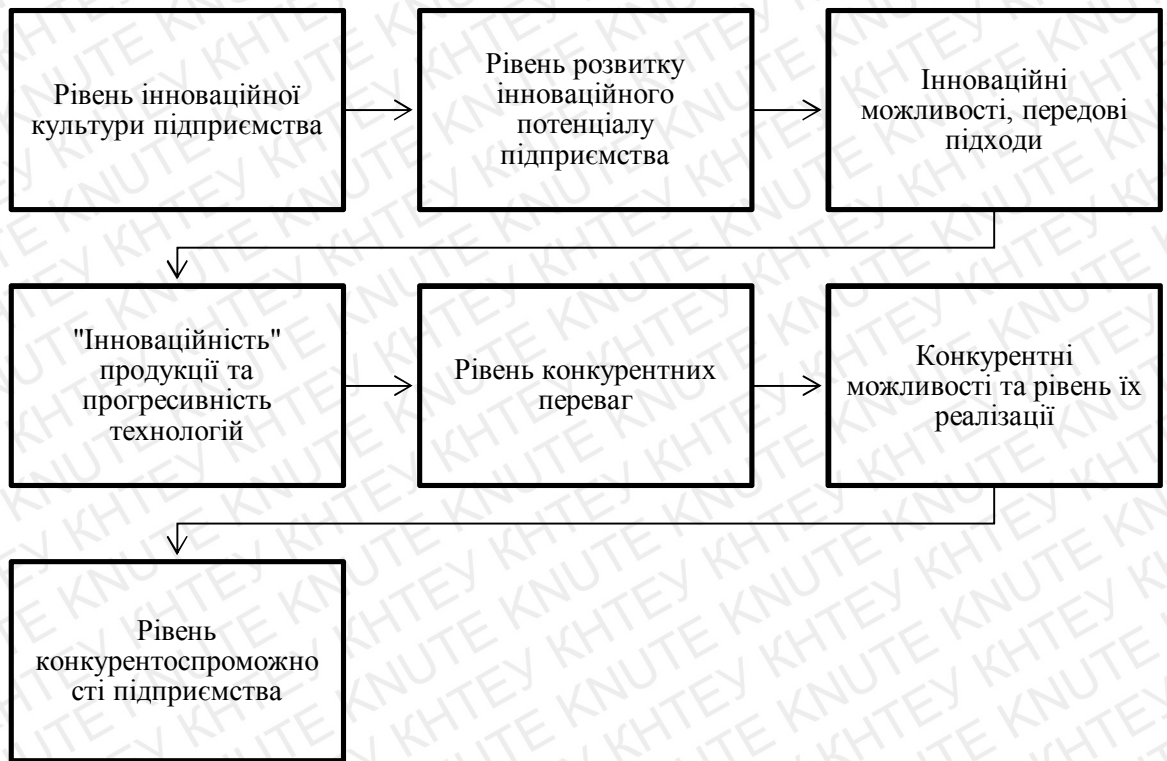 Рівень інноваційної
культури підприємства
Рівень розвитку
інноваційного
потенціалу
підприємства
Інноваційні
можливості, передові
підходи
"Інноваційність"
продукції та
прогресивність
технологій
Рівень конкурентних
переваг
Конкурентні
можливості та рівень їх
реалізації
Рівень
конкурентоспроможно
сті підприємства